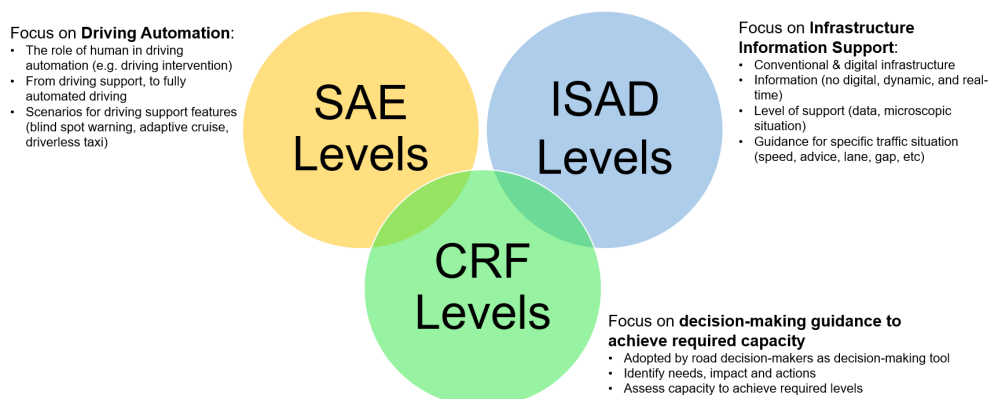 Focus on Driving Automation:
• The role of human in driving
automation (e.g. driving intervention)
• From driving support, to fully
automated driving
• Scenarios for driving support features
(blind spot warning, adaptive cruise,
driverless taxi)
SAE
Levels
ISAD
Levels
Focus on Infrastructure
Information Support:
• Conventional & digital infrastructure
• Information (no digital, dynamic, and real-
time)
• Level of support (data, microscopic
situation)
• Guidance for specific traffic situation
(speed, advice, lane, gap, etc)
CRF
Levels
Focus on decision-making guidance to
achieve required capacity
• Adopted by road decision-makers as decision-making tool
• Identify needs, impact and actions
• Assess capacity to achieve required levels